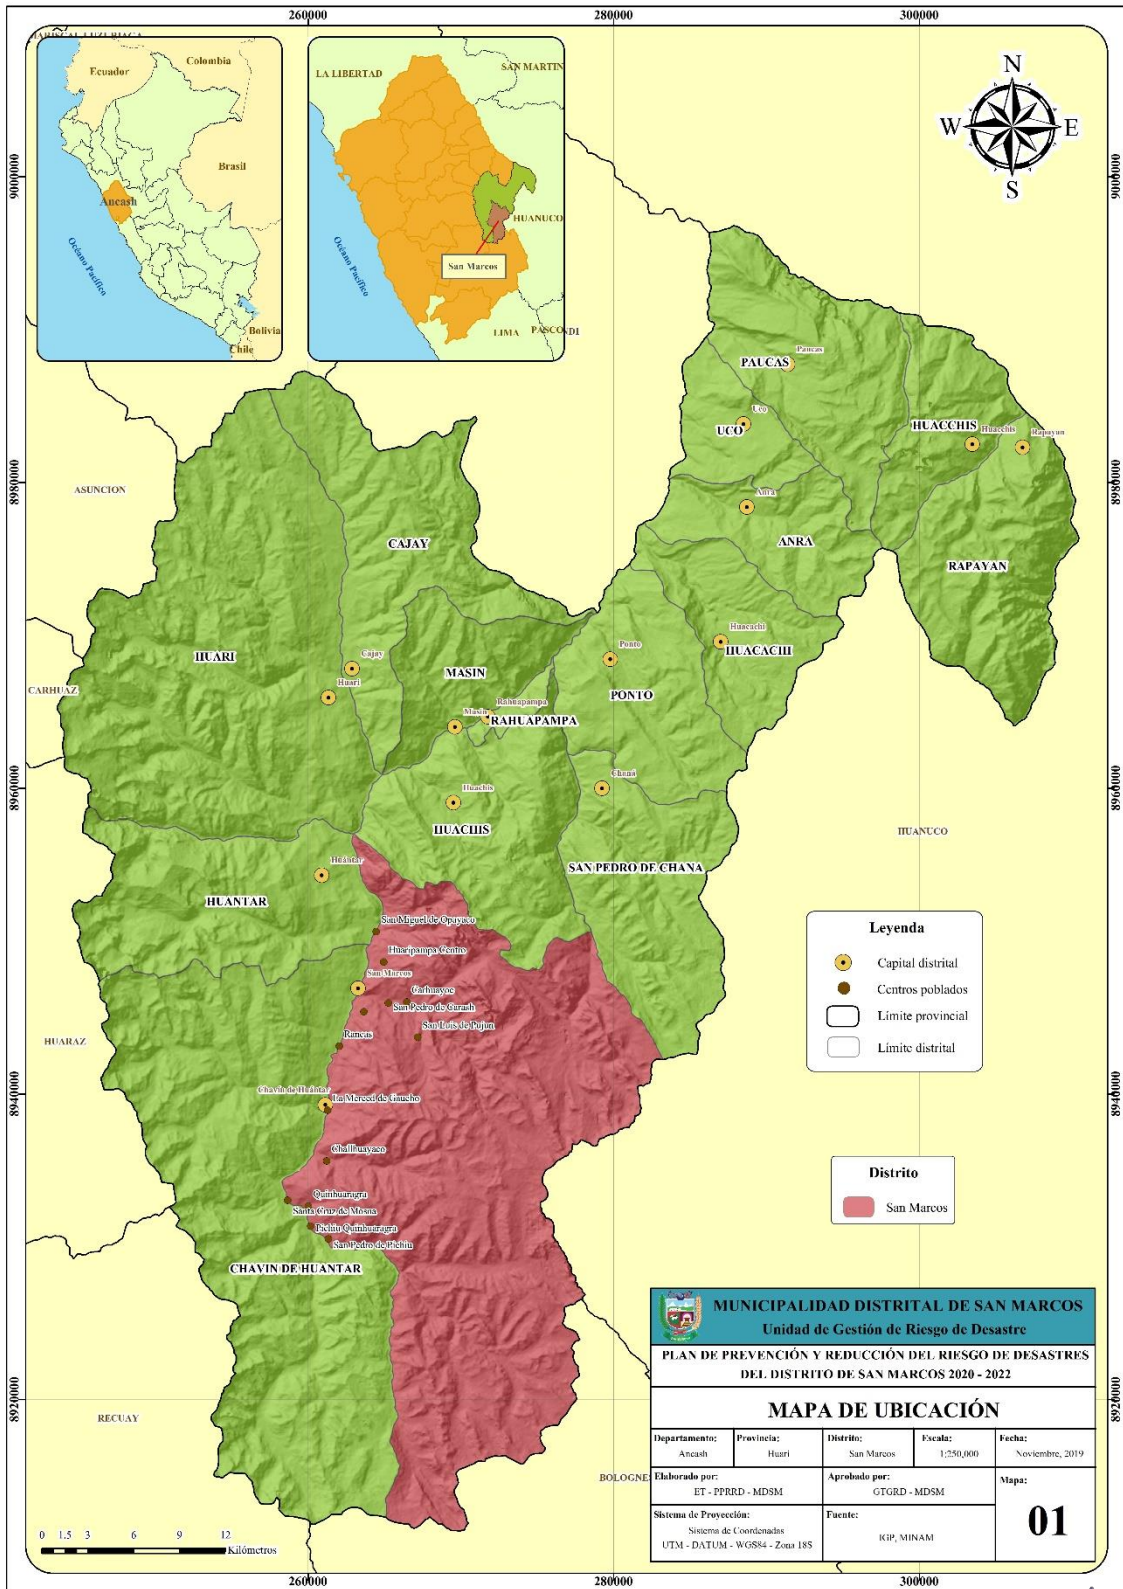 260000
280000
300000
9000000
8980000
8960000
8940000
8920000
9000000
8980000
8960000
8940000
8920000
Ecuador
Colombia
Brasil
Ancash
Océano Pacífico
Bolivia
Chile
LA LIBERTAD
SAN MARTIN
HUANUCO
Océano Pacífico
San Marcos
LIMA
PASCO
N
W
E
S
Paucas
PAUCAS
Uco
UCO
HUACCHIS
Huacchis
Rapayan
ASUNCION
Anra
ANRA
CAJAY
RAPAYAN
Huacachi
HUACACHI
HUARI
Cajay
Ponto
MASIN
PONTO
CARHUAZ
Huari
Rahuapampa
Masin
RAHUAPAMPA
Chaná
Huachis
HUACHIS
HUANUCO
SAN PEDRO DE CHANA
Huántar
HUANTAR
San Miguel de Opayaco
Huaripampa Centro
San Marcos
Carhuayoc
San Pedro de Carash
San Luis de Pujun
Rancas
HUARAZ
Chavin de Huántar
La Merced de Gaucho
Challhuayaco
Quinhuaragra
Santa Cruz de Mosna
Pichiu Quinhuaragra
San Pedro de Pichiu
CHAVIN DE HUANTAR
RECUAY
BOLOGNES
Leyenda
Capital distrital
Centros poblados
Límite provincial
Límite distrital
Distrito
San Marcos
MUNICIPALIDAD DISTRITAL DE SAN MARCOS
Unidad de Gestión de Riesgo de Desastre
PLAN DE PREVENCIÓN Y REDUCCIÓN DEL RIESGO DE DESASTRES
DEL DISTRITO DE SAN MARCOS 2020 - 2022
MAPA DE UBICACIÓN
Departamento:
Ancash
Provincia:
Huari
Distrito:
San Marcos
Escala:
1:250,000
Fecha:
Noviembre, 2019
Elaborado por:
ET - PPRRD - MDSM
Aprobado por:
GTGRD - MDSM
Mapa:
01
Sistema de Proyección:
Sistema de Coordenadas
UTM - DATUM - WGS84 - Zona 18S
Fuente:
IGP, MINAM
0 1.5 3 6 9 12
Kilómetros
260000
280000
300000